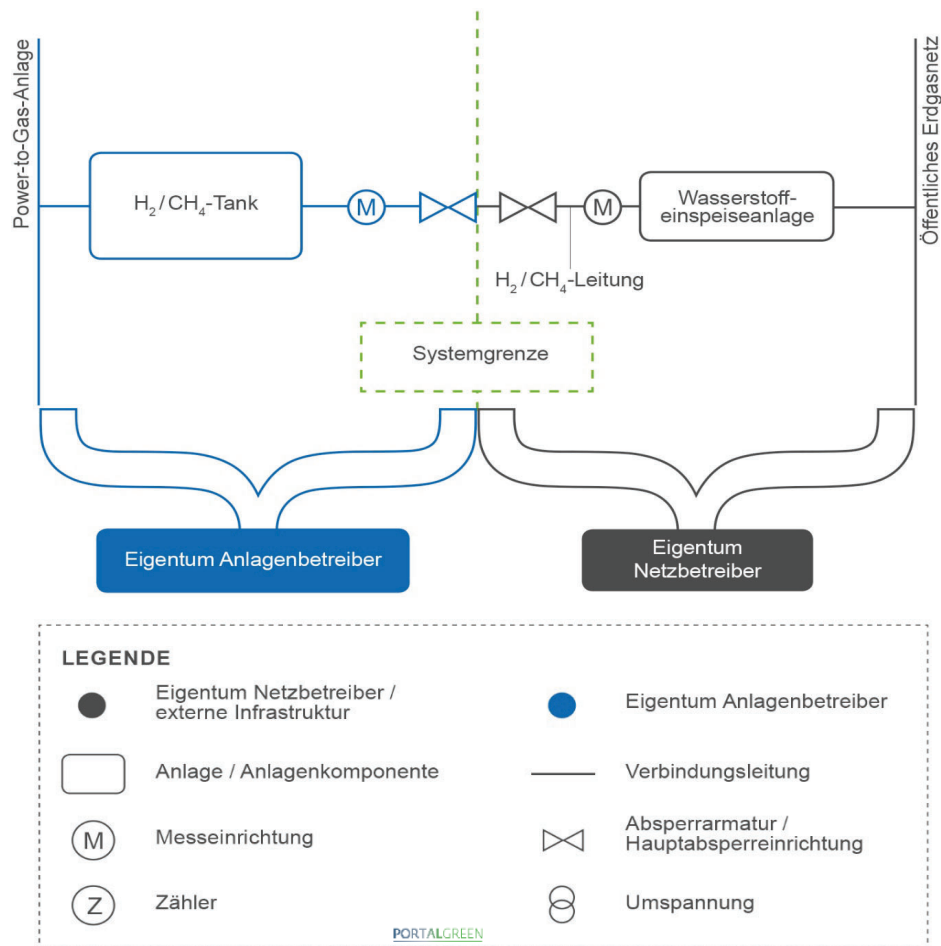 Power-to-Gas-Anlage
H₂/CH₄-Tank
M
M
Wasserstoff-
einspeiseanlage
Öffentliches Erdgasnetz
H₂/CH₄-Leitung
Systemgrenze
Eigentum Anlagenbetreiber
Eigentum
Netzbetreiber
LEGENDE
Eigentum Netzbetreiber /
externe Infrastruktur
Eigentum Anlagenbetreiber
Anlage / Anlagenkomponente
Verbindungsleitung
M
Messeinrichtung
Absperrarmatur /
Hauptabsperreinrichtung
Z
Zähler
Umspannung
PORTALGREEN